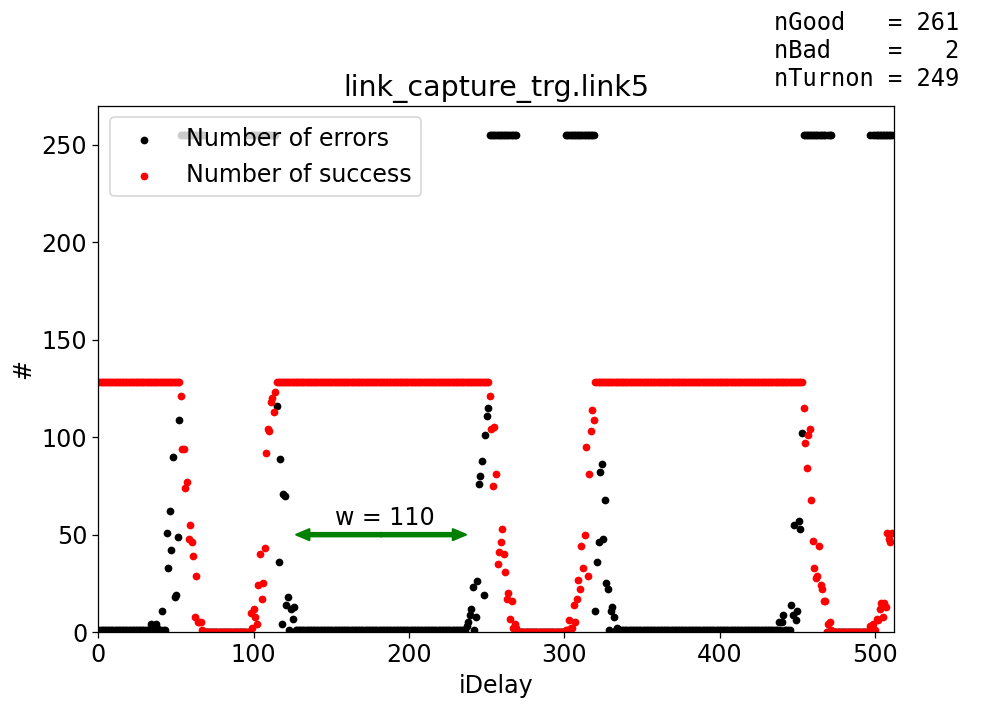 nGood   = 261
nBad    =   2
nTurnon = 249
link_capture_trg.link5
Number of errors
Number of success
250
200
150
100
50
0
#
w = 110
0 100 200 300 400 500
iDelay